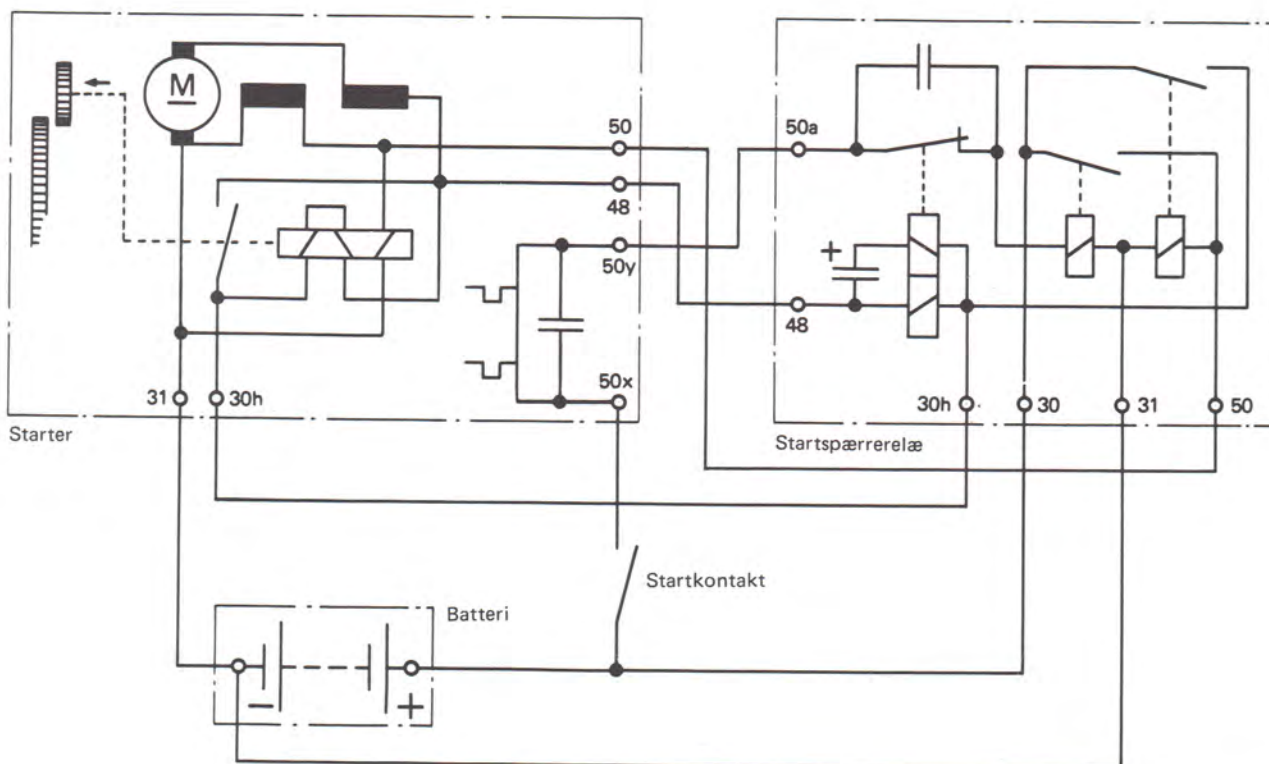 M
50
48
50y
50x
31
30h
Starter
50a
+
48
30h
30
31
50
Startspærrerelæ
Startkontakt
Batteri
-
+